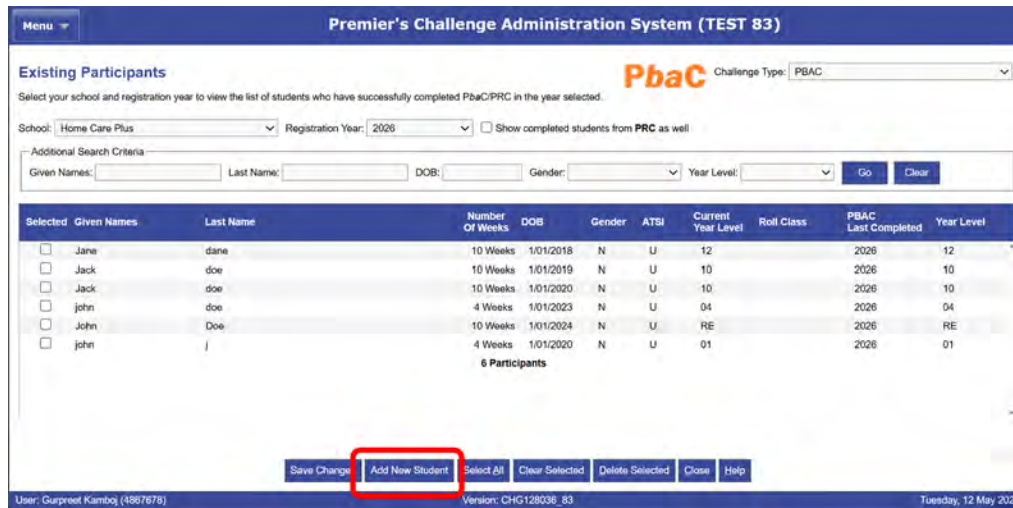 Menu
Premier's Challenge Administration System (TEST 83)
Existing Participants
PbaC
Challenge Type: PBAC
Select your school and registration year to view the list of students who have successfully completed PbaC/PRC in the year selected.
School: Home Care Plus Registration Year: 2026 Show completed students from PRC as well
Additional Search Criteria
Given Names: Last Name: DOB: Gender: Year Level: Go Clear
Selected Given Names Last Name Number Of Weeks DOB Gender ATSI Current Year Level Roll Class PBAC Last Completed Year Level
Jane dane 10 Weeks 1/01/2018 N U 12 2026 12
Jack doe 10 Weeks 1/01/2019 N U 10 2026 10
Jack doe 10 Weeks 1/01/2020 N U 10 2026 10
john doe 4 Weeks 1/01/2023 N U 04 2026 04
John Doe 10 Weeks 1/01/2024 N U RE 2026 RE
john j 4 Weeks 1/01/2020 N U 01 2026 01
6 Participants
Save Changes Add New Student Select All Clear Selected Delete Selected Close Help
User: Gurpreet Kamboj (4867678) Version: CHG128036_83 Tuesday, 12 May 202